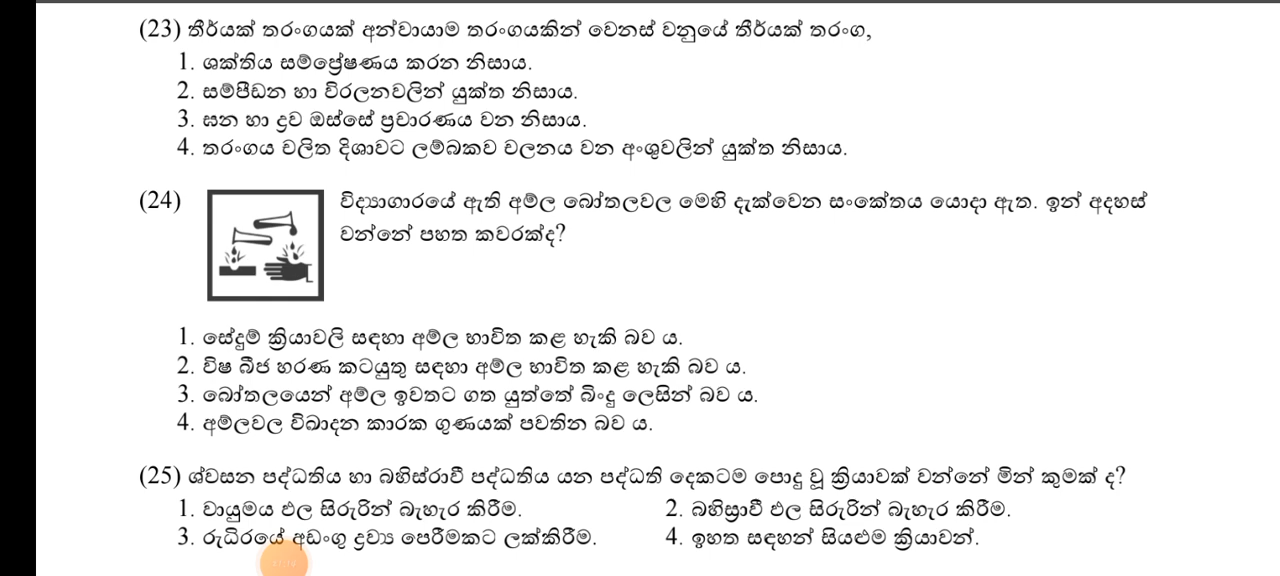 (23) තීර්යක් තරංගයක් අන්වායාම තරංගයකින් වෙනස් වනුයේ තීර්යක් තරංග,
1. ශක්තිය සම්ප්‍රේෂණය කරන නිසාය.
2. සම්පීඩන හා විරලනවලින් යුක්ත නිසාය.
3. ඝන හා ද්‍රව ඔස්සේ ප්‍රචාරණය වන නිසාය.
4. තරංගය චලිත දිශාවට ලම්බකව චලනය වන අංශුවලින් යුක්ත නිසාය.
(24) විද්‍යාගාරයේ ඇති අම්ල බෝතලවල මෙහි දැක්වෙන සංකේතය යොදා ඇත. ඉන් අදහස්
වන්නේ පහත කවරක්ද?
1. සේදුම් ක්‍රියාවලි සඳහා අම්ල භාවිත කළ හැකි බව ය.
2. විෂ බීජ හරණ කටයුතු සඳහා අම්ල භාවිත කළ හැකි බව ය.
3. බෝතලයෙන් අම්ල ඉවතට ගත යුත්තේ බිංදු ලෙසින් බව ය.
4. අම්ලවල විඛාදන කාරක ගුණයක් පවතින බව ය.
(25) ශ්වසන පද්ධතිය හා බහිස්රාවී පද්ධතිය යන පද්ධති දෙකටම පොදු වූ ක්‍රියාවක් වන්නේ මින් කුමක් ද?
1. වායුමය ඵල සිරුරින් බැහැර කිරීම. 2. බහිස්‍රාවී ඵල සිරුරින් බැහැර කිරීම.
3. රුධිරයේ අඩංගු ද්‍රව්‍ය පෙරීමකට ලක්කිරීම. 4. ඉහත සඳහන් සියළුම ක්‍රියාවන්.